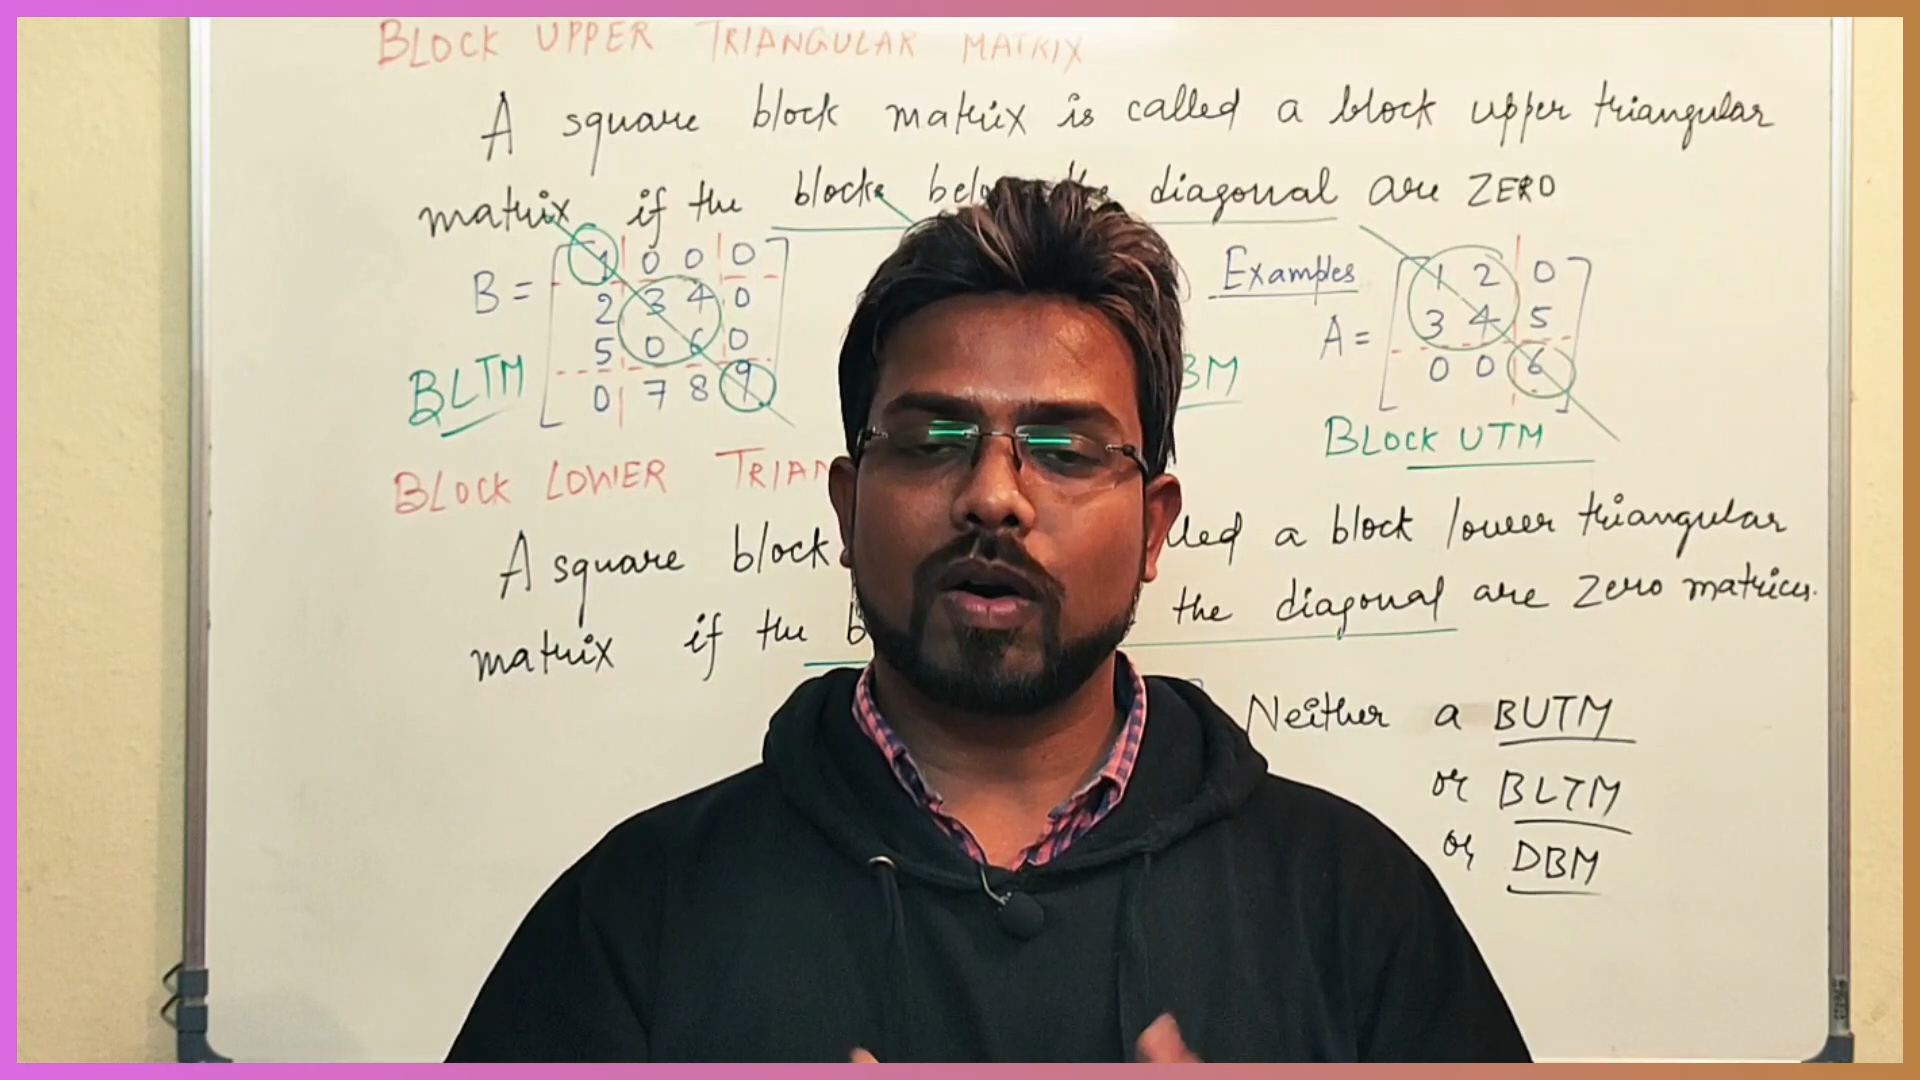 BLOCK UPPER TRIANGULAR MATRIX
A square block matrix is called a block upper triangular
matrix if the blocks diagonal are ZERO
B = 1 0 0 0
2 3 4 0
5 0 6 0
0 7 8 9
BLTM
Examples
A = 1 2 0
3 4 5
0 0 6
BM
BLOCK UTM
BLOCK LOWER TRIAN
A square block lled a block lower triangular
matrix if the b the diagonal are zero matrices.
Neither a BUTM
or BLTM
or DBM